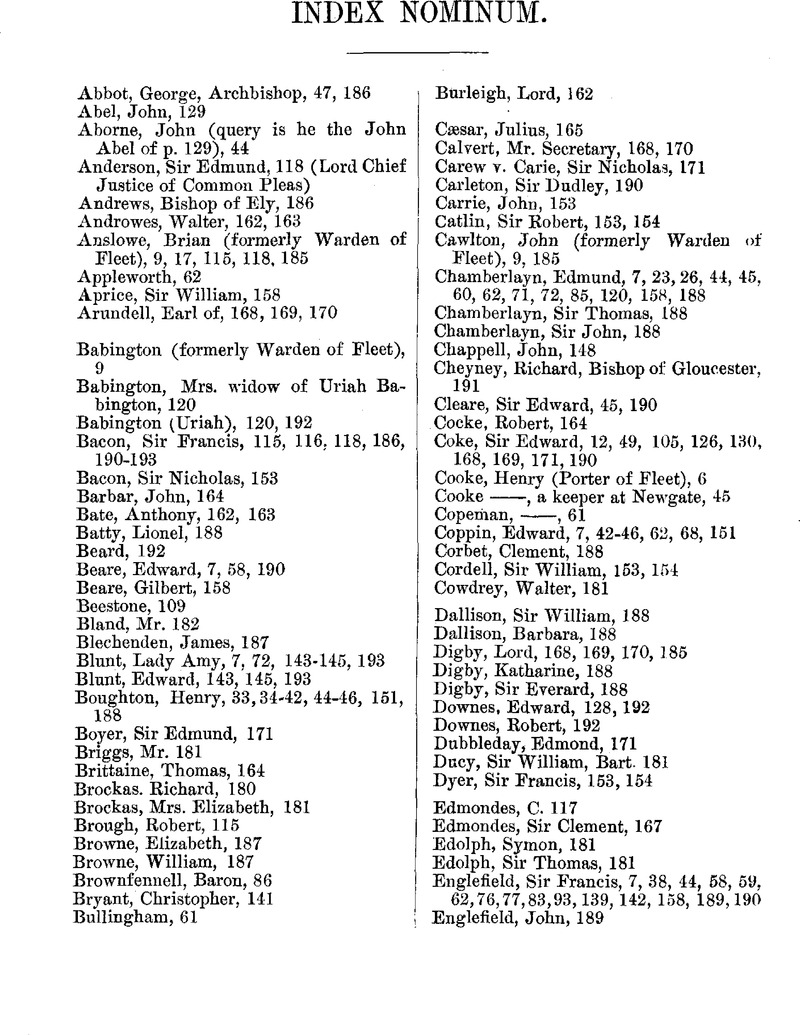 INDEX NOMINUM.
Abbot, George, Archbishop, 47, 186
Abel, John, 129
Aborne, John (query is he the John
Abel of p. 129), 44
Anderson, Sir Edmund, 118 (Lord Chief
Justice of Common Pleas)
Andrews, Bishop of Ely, 186
Androwes, Walter, 162, 163
Anslowe, Brian (formerly Warden of
Fleet), 9, 17, 115, 118, 185
Appleworth, 62
Aprice, Sir William, 158
Arundell, Earl of, 168, 169, 170
Babington (formerly Warden of Fleet),
9
Babington, Mrs. widow of Uriah Ba-
bington, 120
Babington (Uriah), 120, 192
Bacon, Sir Francis, 115, 116, 118, 186,
190-193
Bacon, Sir Nicholas, 153
Barbar, John, 164
Bate, Anthony, 162, 163
Batty, Lionel, 188
Beard, 192
Beare, Edward, 7, 58, 190
Beare, Gilbert, 158
Beestone, 109
Bland, Mr. 182
Blechenden, James, 187
Blunt, Lady Amy, 7, 72, 143-145, 193
Blunt, Edward, 143, 145, 193
Boughton, Henry, 33, 34-42, 44-46, 151,
188
Boyer, Sir Edmund, 171
Briggs, Mr. 181
Brittaine, Thomas, 164
Brockas. Richard, 180
Brockas, Mrs. Elizabeth, 181
Brough, Robert, 115
Browne, Elizabeth, 187
Browne, William, 187
Brownfennell, Baron, 86
Bryant, Christopher, 141
Bullingham, 61
Burleigh, Lord, 162
Cæsar, Julius, 165
Calvert, Mr. Secretary, 168, 170
Carew v. Carie, Sir Nicholas, 171
Carleton, Sir Dudley, 190
Carrie, John, 153
Catlin, Sir Robert, 153, 154
Cawlton, John (formerly Warden of
Fleet), 9, 185
Chamberlayn, Edmund, 7, 23, 26, 44, 45,
60, 62, 71, 72, 85, 120, 158, 188
Chamberlayn, Sir Thomas, 188
Chamberlayn, Sir John, 188
Chappell, John, 148
Cheyney, Richard, Bishop of Gloucester,
191
Cleare, Sir Edward, 45, 190
Cocke, Robert, 164
Coke, Sir Edward, 12, 49, 105, 126, 130,
168, 169, 171, 190
Cooke, Henry (Porter of Fleet), 6
Cooke ——, a keeper at Newgate, 45
Copeman, ——, 61
Coppin, Edward, 7, 42-46, 62, 68, 151
Corbet, Clement, 188
Cordell, Sir William, 153, 154
Cowdrey, Walter, 181
Dallison, Sir William, 188
Dallison, Barbara, 188
Digby, Lord, 168, 169, 170, 185
Digby, Katharine, 188
Digby, Sir Everard, 188
Downes, Edward, 128, 192
Downes, Robert, 192
Dubbleday, Edmond, 171
Ducy, Sir William, Bart. 181
Dyer, Sir Francis, 153, 154
Edmondes, C. 117
Edmondes, Sir Clement, 167
Edolph, Symon, 181
Edolph, Sir Thomas, 181
Englefield, Sir Francis, 7, 38, 44, 58, 59,
62, 76, 77, 83, 93, 139, 142, 158, 189, 190
Englefield, John, 189